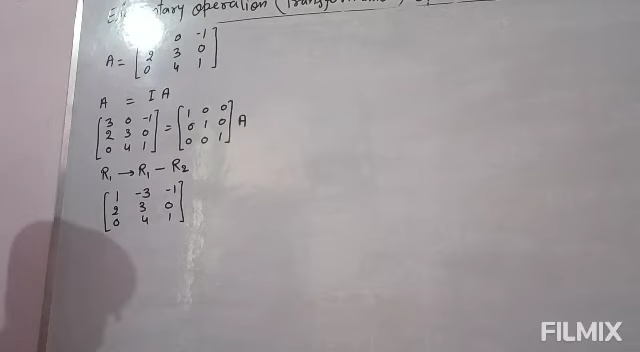 operation
A = [ 0 -1
2 3 0
0 4 1 ]
A = I A
[ 3 0 -1
2 3 0
0 4 1 ] = [ 1 0 0
0 1 0
0 0 1 ] A
R₁ → R₁ - R₂
[ 1 -3 -1
2 3 0
0 4 1 ]
FILMIX